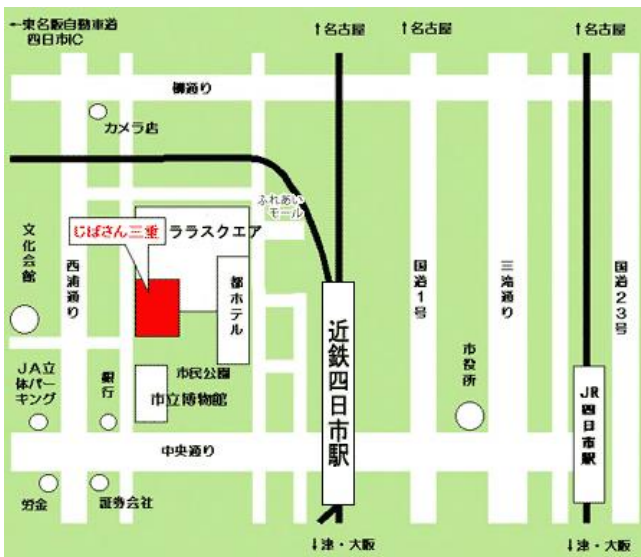 ←東名阪自動車道
四日市IC
↑名古屋
↑名古屋
↑名古屋
柳通り
カメラ店
ふれあい
モール
じばさん三重
ララスクエア
文化会館
西浦通り
都ホテル
国道1号
三滝通り
国道23号
近鉄四日市駅
市役所
JA立
体パー
キング
銀行
市民公園
市立博物館
JR四日市駅
中央通り
労金
証券会社
↓津・大阪
↓津・大阪